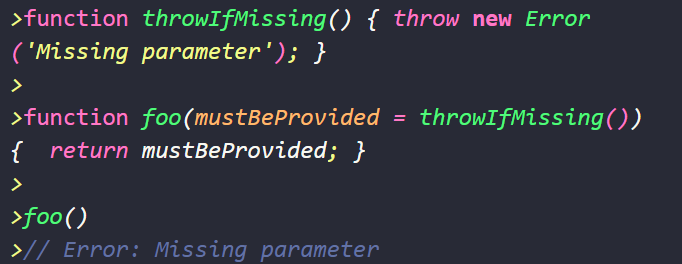 >function throwIfMissing() { throw new Error
('Missing parameter'); }
>
>function foo(mustBeProvided = throwIfMissing())
{  return mustBeProvided; }
>
>foo()
>// Error: Missing parameter